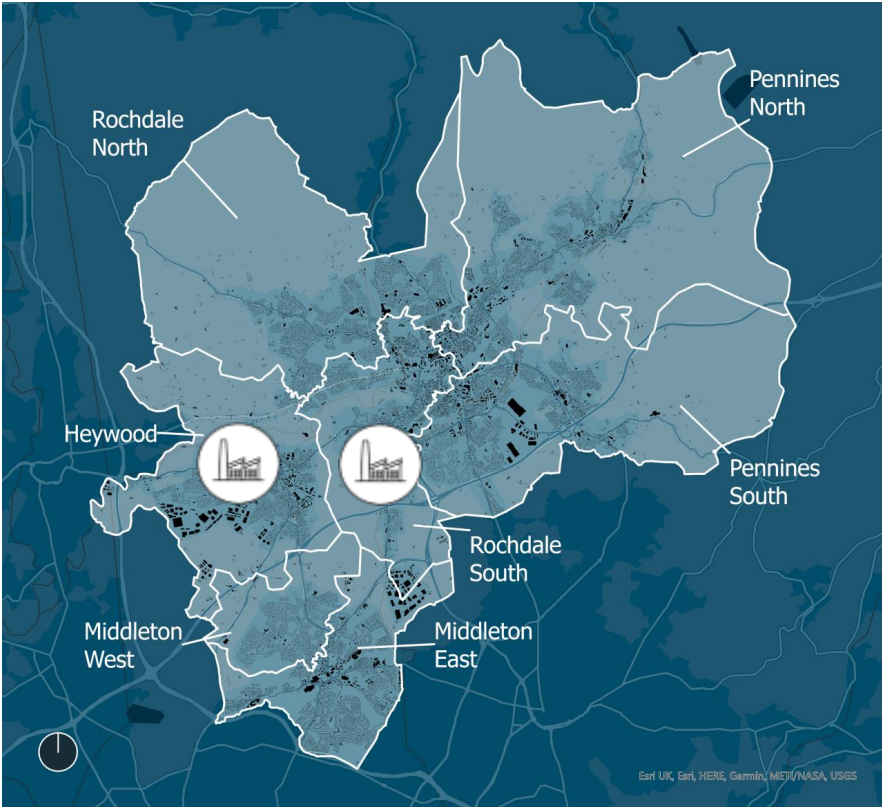 Pennines
North
Rochdale
North
Heywood
Pennines
South
Rochdale
South
Middleton
West
Middleton
East
Esri UK, Esri, HERE, Garmin, METI/NASA, USGS